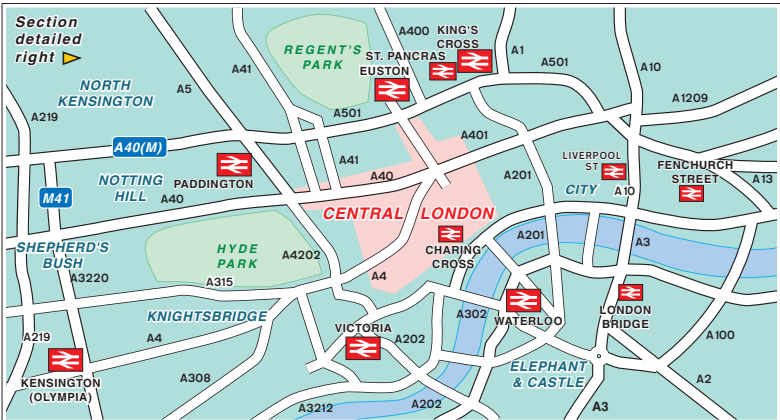 Section
detailed
right
A400
KING'S
CROSS
REGENT'S
PARK
ST. PANCRAS
EUSTON
A1
A501
A10
A41
A5
NORTH
KENSINGTON
A1209
A219
A501
A401
A40(M)
A41
A40
A201
LIVERPOOL
ST
FENCHURCH
STREET
PADDINGTON
NOTTING
HILL
A40
M41
CITY
A10
A13
CENTRAL LONDON
SHEPHERD'S
BUSH
HYDE
PARK
A4202
CHARING
CROSS
A201
A3
A3220
A315
A4
KNIGHTSBRIDGE
A302
WATERLOO
LONDON
BRIDGE
VICTORIA
A202
A219
A4
A100
KENSINGTON
(OLYMPIA)
A308
ELEPHANT
& CASTLE
A2
A3212
A202
A3